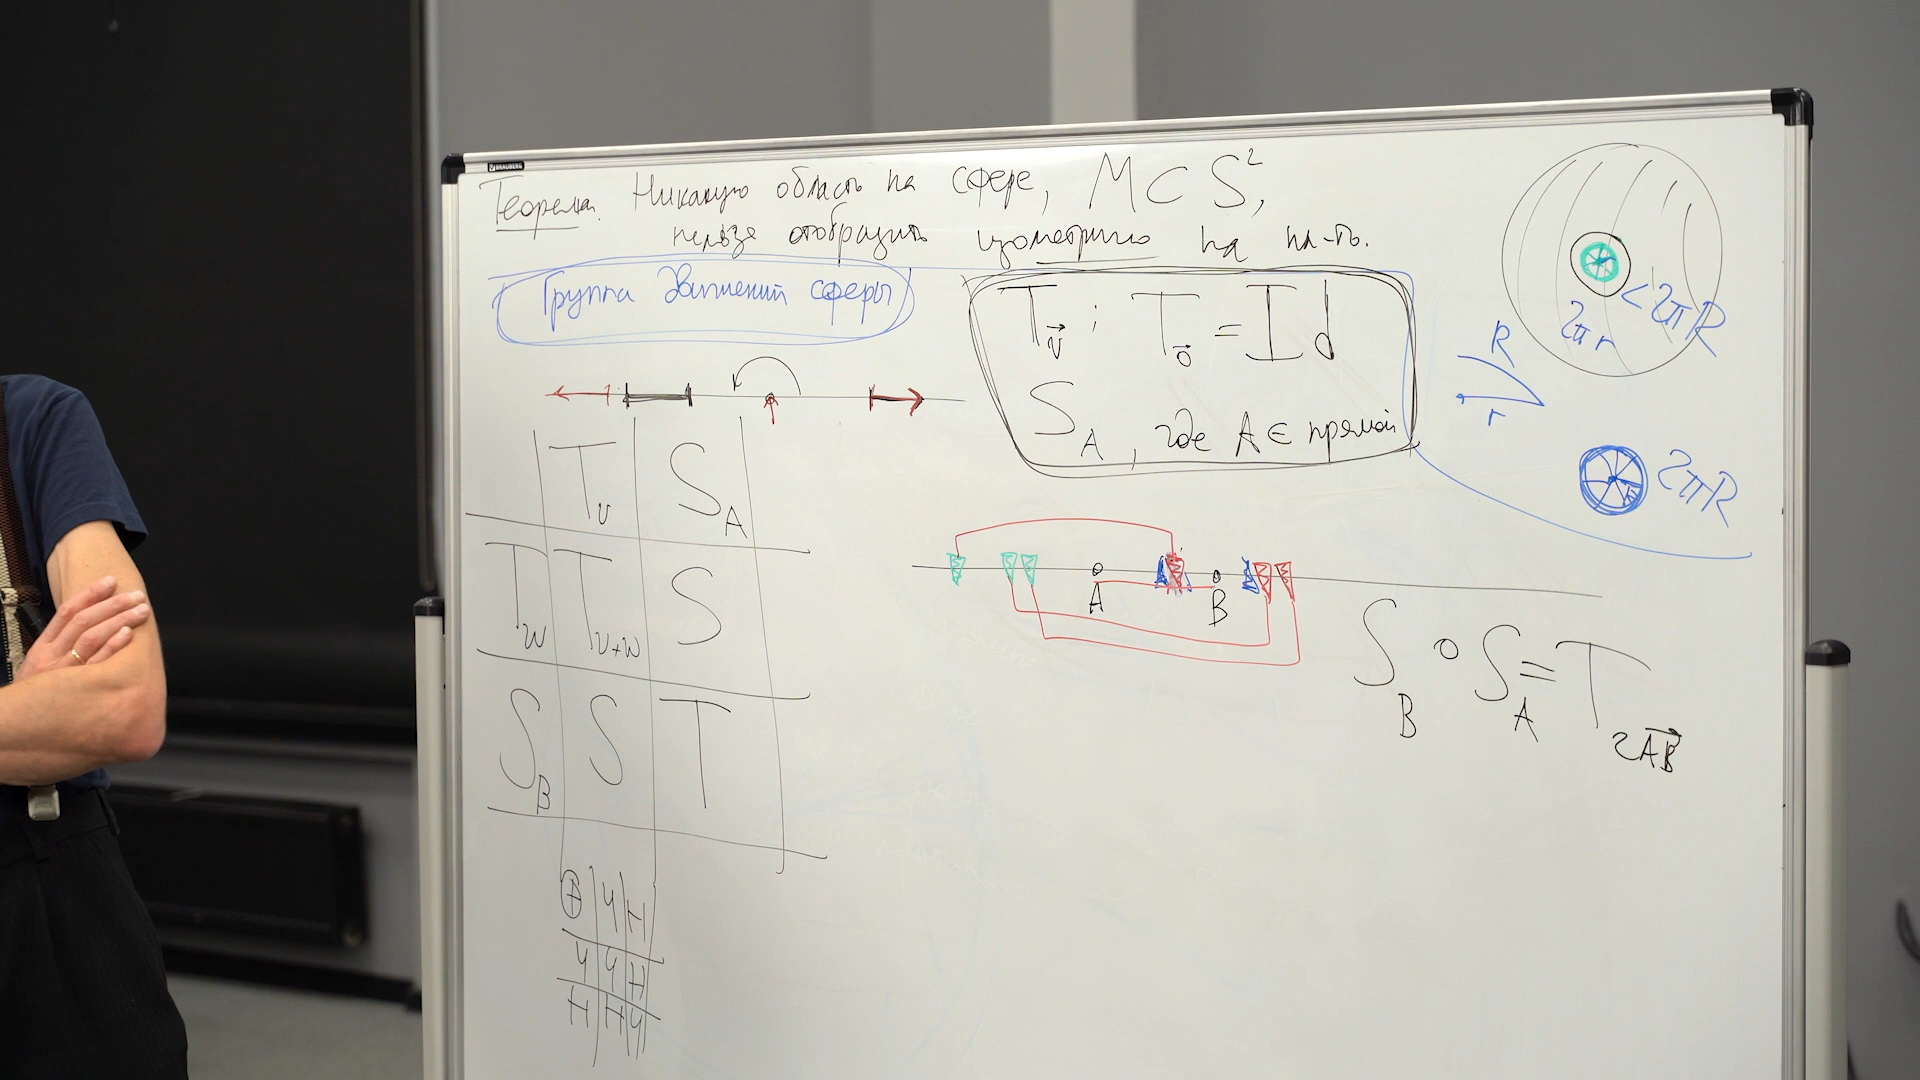 BRAUBERG
Теорема. Никакую область на сфере, M ⊂ S²,
нельзя отобразить изометрично на пл-ть.
Группа движений сферы
T_v⃗ ; T_0⃗ = Id
S_A , где A ∈ прямой
R
r
2πr
<2πR
2πR
T_v S_A
T_w T_v+w S
S_B S T
A B
S_B ∘ S_A = T_2AB⃗
+ Ч Н
Ч Ч Н
Н Н Ч